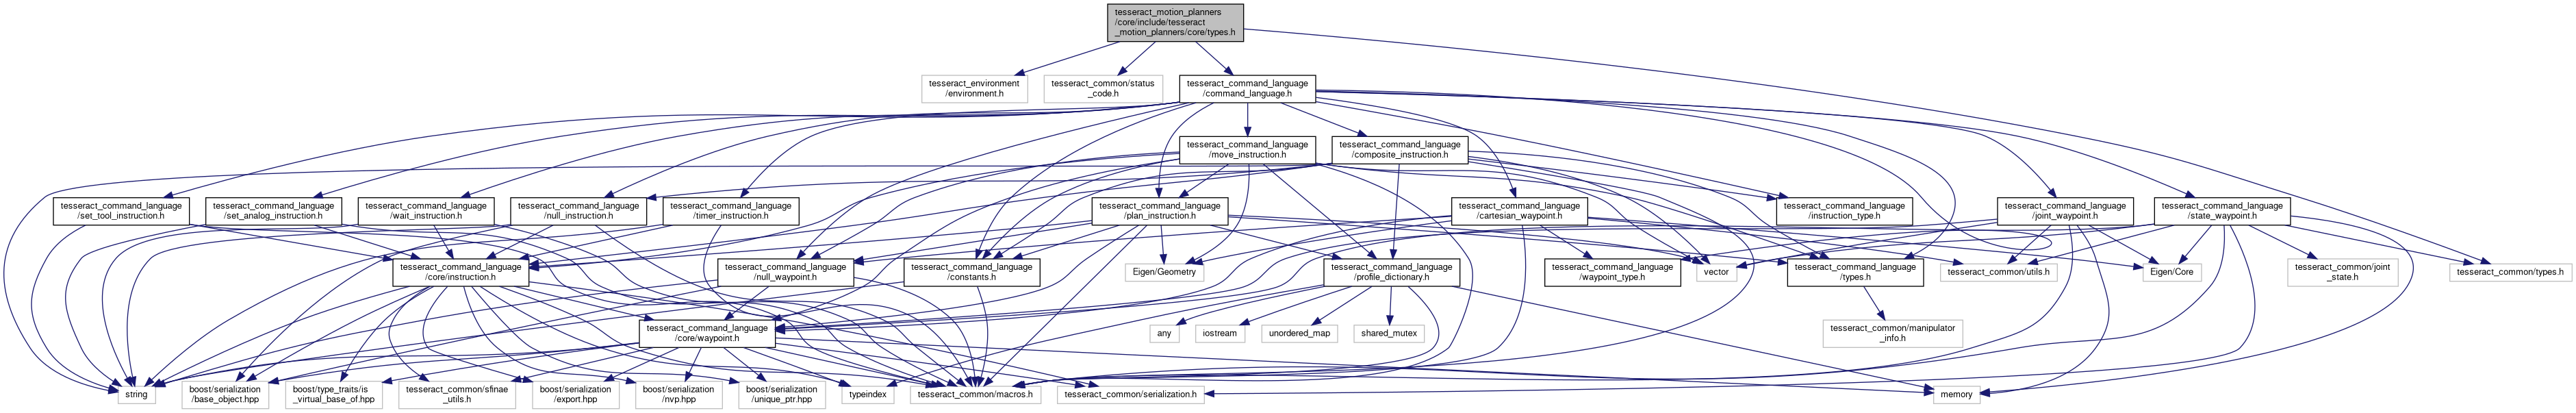 tesseract_motion_planners
/core/include/tesseract
_motion_planners/core/types.h
tesseract_environment
/environment.h
tesseract_common/status
_code.h
tesseract_command_language
/command_language.h
tesseract_command_language
/move_instruction.h
tesseract_command_language
/composite_instruction.h
tesseract_command_language
/set_tool_instruction.h
tesseract_command_language
/set_analog_instruction.h
tesseract_command_language
/wait_instruction.h
tesseract_command_language
/null_instruction.h
tesseract_command_language
/timer_instruction.h
tesseract_command_language
/plan_instruction.h
tesseract_command_language
/cartesian_waypoint.h
tesseract_command_language
/instruction_type.h
tesseract_command_language
/joint_waypoint.h
tesseract_command_language
/state_waypoint.h
tesseract_command_language
/core/instruction.h
tesseract_command_language
/null_waypoint.h
tesseract_command_language
/constants.h
Eigen/Geometry
tesseract_command_language
/profile_dictionary.h
tesseract_command_language
/waypoint_type.h
vector
tesseract_command_language
/types.h
tesseract_common/utils.h
Eigen/Core
tesseract_common/joint
_state.h
tesseract_common/types.h
tesseract_command_language
/core/waypoint.h
any
iostream
unordered_map
shared_mutex
tesseract_common/manipulator
_info.h
string
boost/serialization
/base_object.hpp
boost/type_traits/is
_virtual_base_of.hpp
tesseract_common/sfinae
_utils.h
boost/serialization
/export.hpp
boost/serialization
/nvp.hpp
boost/serialization
/unique_ptr.hpp
typeindex
tesseract_common/macros.h
tesseract_common/serialization.h
memory